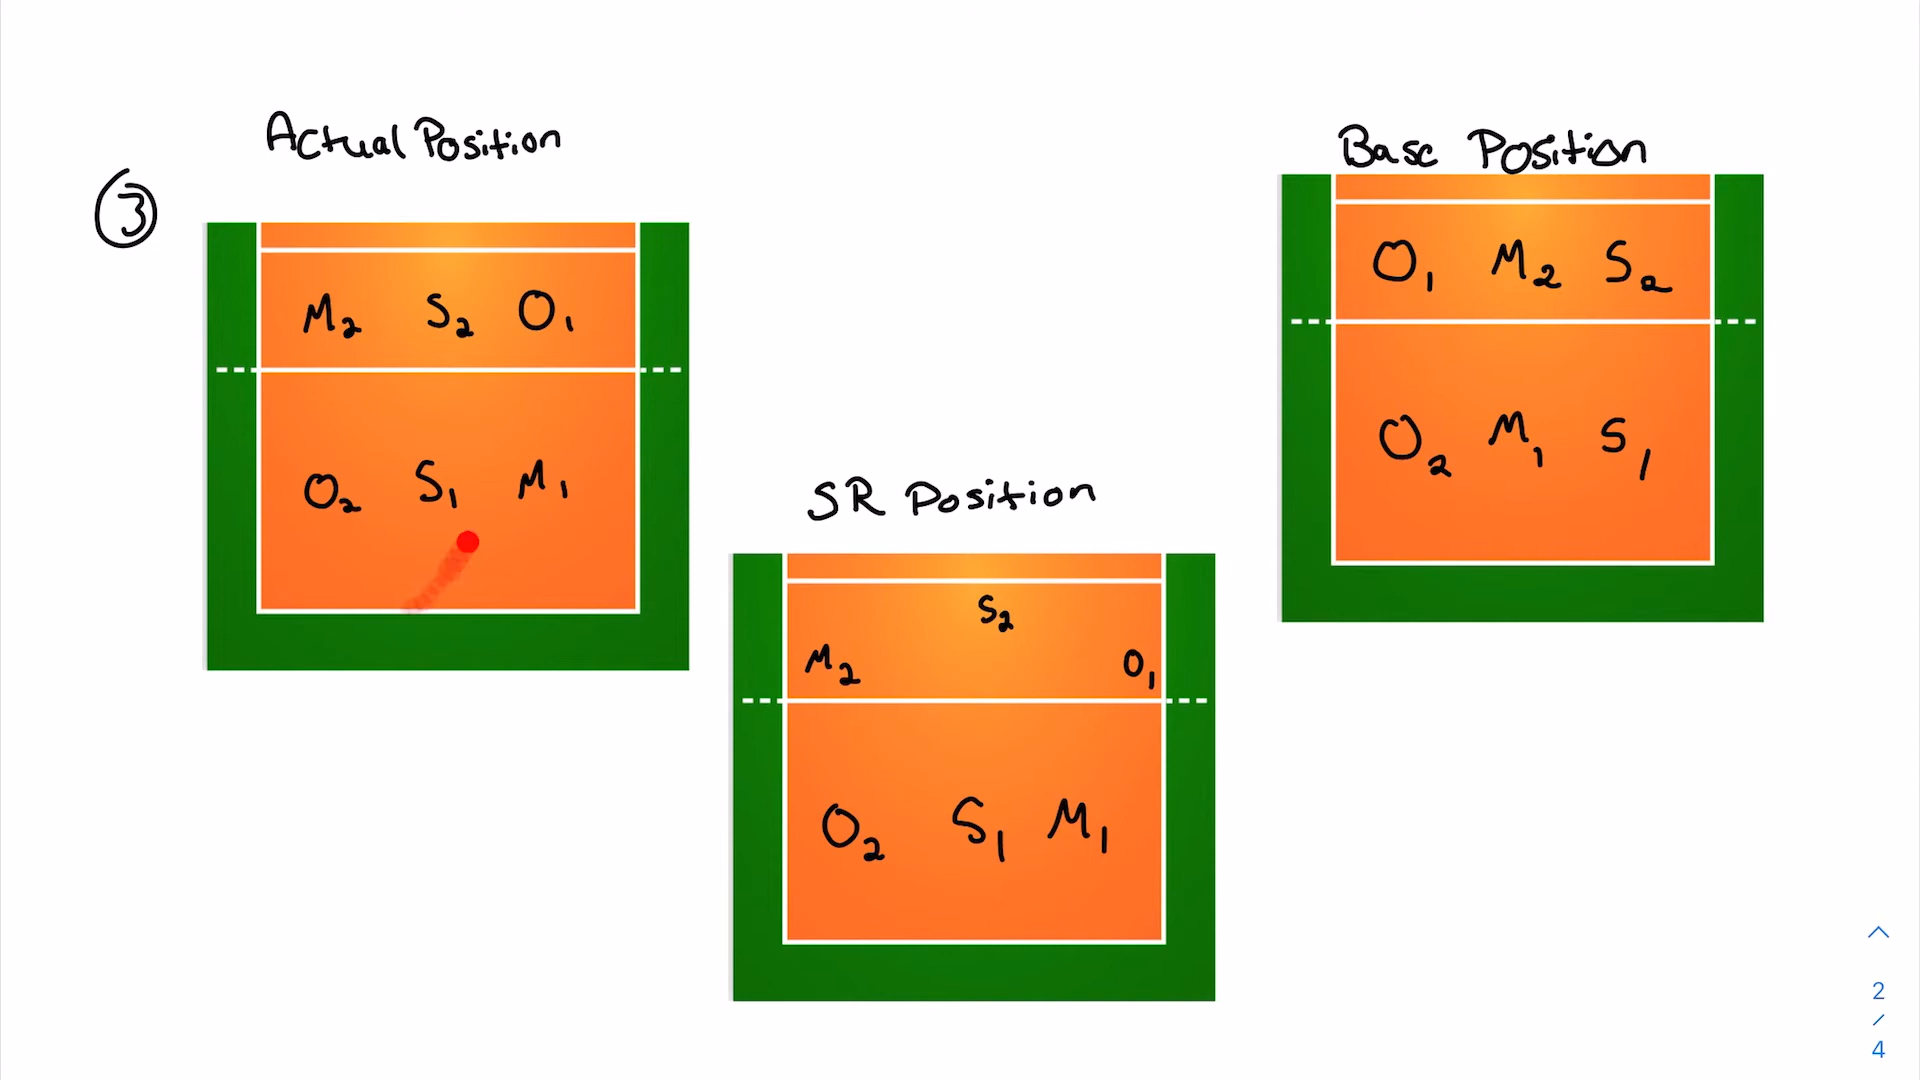 Actual Position
3
M2 S2 O1
O2 S1 M1
SR Position
S2
M2 O1
O2 S1 M1
Base Position
O1 M2 S2
O2 M1 S1
2
/
4